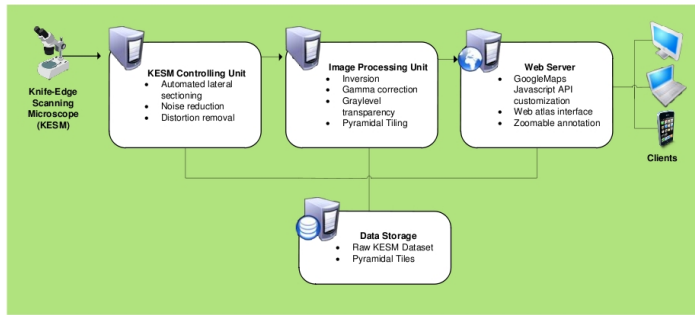 Knife-Edge
Scanning
Microscope
(KESM)
KESM Controlling Unit
• Automated lateral
sectioning
• Noise reduction
• Distortion removal
Image Processing Unit
• Inversion
• Gamma correction
• Graylevel
transparency
• Pyramidal Tiling
Web Server
• GoogleMaps
Javascript API
customization
• Web atlas interface
• Zoomable annotation
Clients
Data Storage
• Raw KESM Dataset
• Pyramidal Tiles